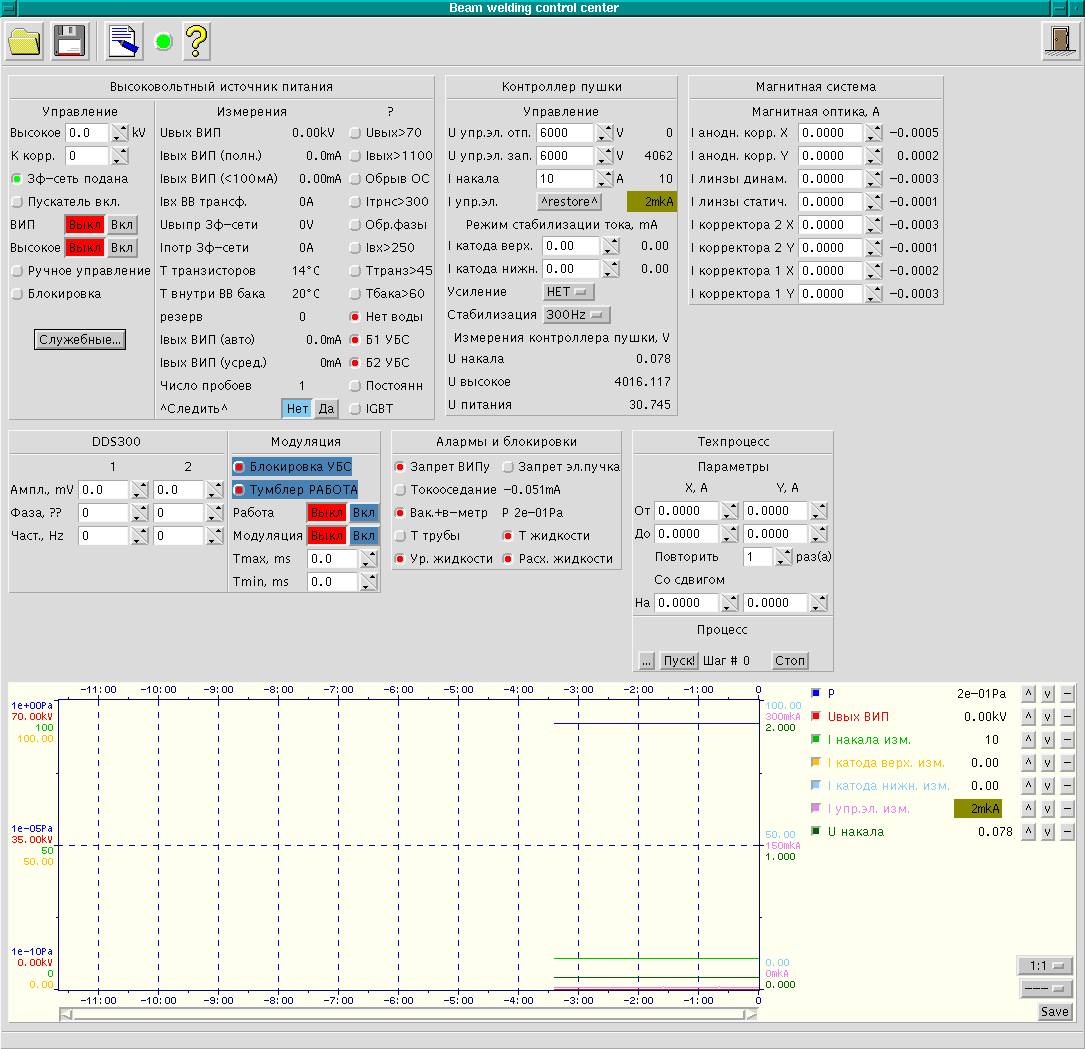 Beam welding control center
?
Высоковольтный источник питания
Управление Измерения ?
Высокое 0.0 kV Uвых ВИП 0.00kV Uвых>70
К корр. 0 Iвых ВИП (полн.) 0.0mA Iвых>1100
3ф-сеть подана Iвых ВИП (<100мА) 0.00mA Обрыв ОС
Пускатель вкл. Iвх ВВ трансф. 0A Iтрнс>300
ВИП Выкл Вкл Uвыпр 3ф-сети 0V Обр.фазы
Высокое Выкл Вкл Iпотр 3ф-сети 0A Iвх>250
Ручное управление Т транзисторов 14°C Ттранз>45
Блокировка Т внутри ВВ бака 20°C Тбака>60
резерв 0 Нет воды
Служебные... Iвых ВИП (авто) 0.0mA Б1 УБС
Iвых ВИП (усред.) 0mA Б2 УБС
Число пробоев 1 Постоянн
^Следить^ Нет Да IGBT
Контроллер пушки
Управление
U упр.эл. отп. 6000 V 0
U упр.эл. зап. 6000 V 4062
I накала 10 A 10
I упр.эл. ^restore^ 2mkA
Режим стабилизации тока, mA
I катода верх. 0.00 0.00
I катода нижн. 0.00 0.00
Усиление НЕТ
Стабилизация 300Hz
Измерения контроллера пушки, V
U накала 0.078
U высокое 4016.117
U питания 30.745
Магнитная система
Магнитная оптика, А
I анодн. корр. X 0.0000 -0.0005
I анодн. корр. Y 0.0000 0.0002
I линзы динам. 0.0000 -0.0003
I линзы статич. 0.0000 -0.0001
I корректора 2 X 0.0000 -0.0003
I корректора 2 Y 0.0000 -0.0001
I корректора 1 X 0.0000 -0.0002
I корректора 1 Y 0.0000 -0.0003
DDS300
1 2
Ампл., mV 0.0 0.0
Фаза, ?? 0 0
Част., Hz 0 0
Модуляция
Блокировка УБС
Тумблер РАБОТА
Работа Выкл Вкл
Модуляция Выкл Вкл
Tmax, ms 0.0
Tmin, ms 0.0
Алармы и блокировки
Запрет ВИПу Запрет эл.пучка
Токооседание -0.051mA
Вак.+в-метр P 2e-01Pa
Т трубы Т жидкости
Ур. жидкости Расх. жидкости
Техпроцесс
Параметры
X, A Y, A
От 0.0000 0.0000
До 0.0000 0.0000
Повторить 1 раз(а)
Со сдвигом
На 0.0000 0.0000
Процесс
... Пуск! Шаг # 0 Стоп
-11:00 -10:00 -9:00 -8:00 -7:00 -6:00 -5:00 -4:00 -3:00 -2:00 -1:00 0
1e+00Pa
70.00kV
100
100.00
100.00
300mkA
2.000
1e-05Pa
35.00kV
50
50.00
50.00
150mkA
1.000
1e-10Pa
0.00kV
0
0.00
0.00
0mkA
0.000
-11:00 -10:00 -9:00 -8:00 -7:00 -6:00 -5:00 -4:00 -3:00 -2:00 -1:00 0
P 2e-01Pa ^ v -
Uвых ВИП 0.00kV ^ v -
I накала изм. 10 ^ v -
I катода верх. изм. 0.00 ^ v -
I катода нижн. изм. 0.00 ^ v -
I упр.эл. изм. 2mkA ^ v -
U накала 0.078 ^ v -
1:1
---
Save